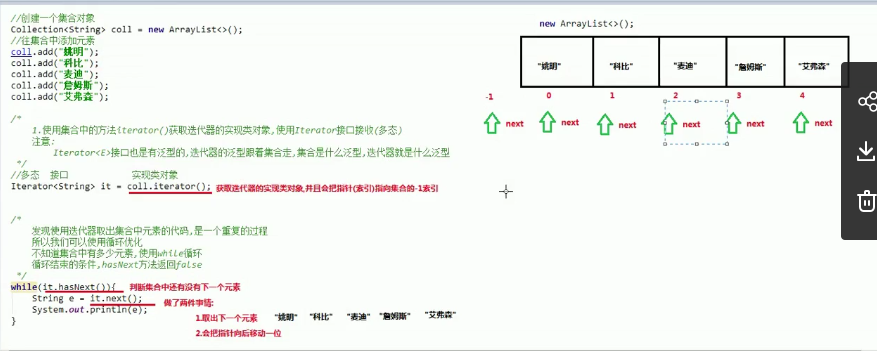 //创建一个集合对象
Collection<String> coll = new ArrayList<>();
//往集合中添加元素
coll.add("姚明");
coll.add("科比");
coll.add("麦迪");
coll.add("詹姆斯");
coll.add("艾弗森");
/*
1.使用集合中的方法iterator()获取迭代器的实现类对象,使用Iterator接口接收(多态)
注意:
Iterator<E>接口也是有泛型的,迭代器的泛型跟着集合走,集合是什么泛型,迭代器就是什么泛型
*/
//多态 接口 实现类对象
Iterator<String> it = coll.iterator(); 获取迭代器的实现类对象,并且会把指针(索引)指向集合的-1索引
/*
发现使用迭代器取出集合中元素的代码,是一个重复的过程
所以我们可以使用循环优化
不知道集合中有多少元素,使用while循环
循环结束的条件,hasNext方法返回false
*/
while(it.hasNext()){ 判断集合中还有没有下一个元素
String e = it.next(); 做了两件事情:
System.out.println(e);
1.取出下一个元素 "姚明" "科比" "麦迪" "詹姆斯" "艾弗森"
}
2.会把指针向后移动一位
new ArrayList<>();
"姚明" "科比" "麦迪" "詹姆斯" "艾弗森"
-1 0 1 2 3 4
next next next next next next